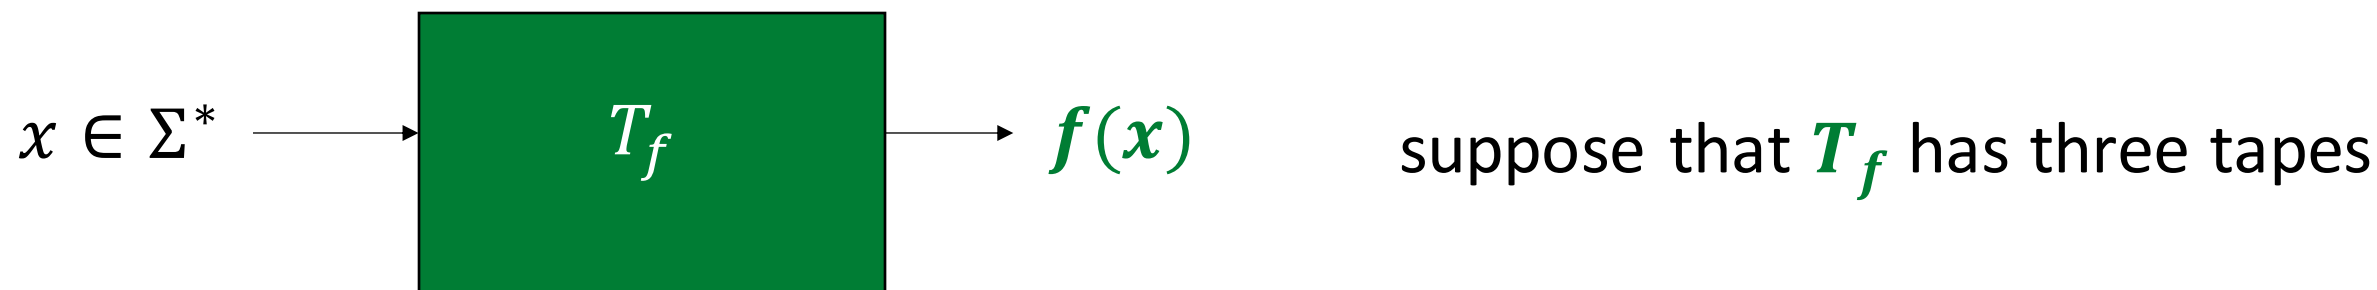 x ∈ Σ* T_f f(x) suppose that T_f has three tapes